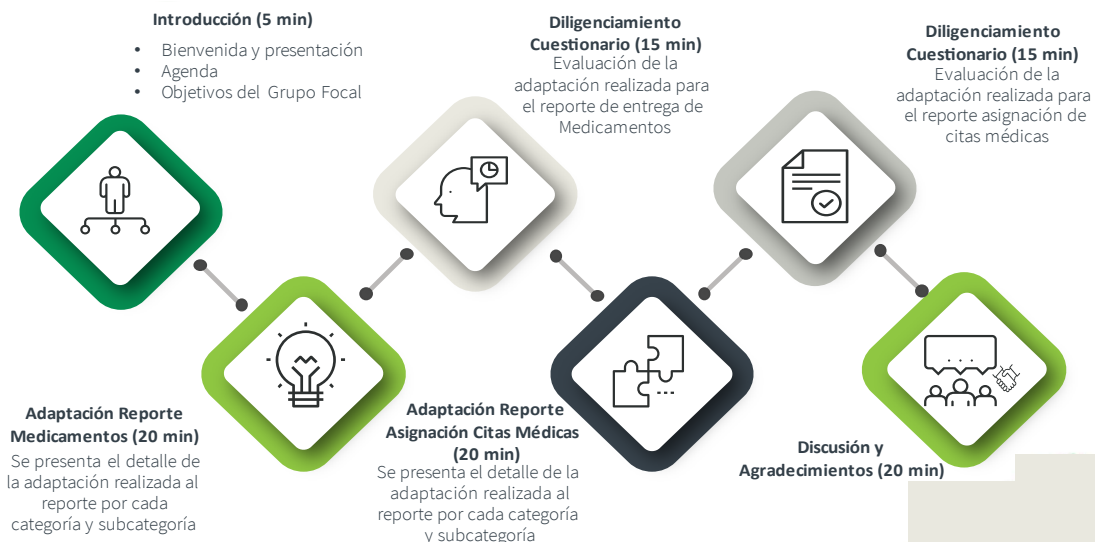 Introducción (5 min)
• Bienvenida y presentación
• Agenda
• Objetivos del Grupo Focal
Adaptación Reporte
Medicamentos (20 min)
Se presenta el detalle de
la adaptación realizada al
reporte por cada
categoría y subcategoría
Diligenciamiento
Cuestionario (15 min)
Evaluación de la
adaptación realizada para
el reporte de entrega de
Medicamentos
Adaptación Reporte
Asignación Citas Médicas
(20 min)
Se presenta el detalle de la
adaptación realizada al
reporte por cada categoría
y subcategoría
Diligenciamiento
Cuestionario (15 min)
Evaluación de la
adaptación realizada para
el reporte asignación de
citas médicas
Discusión y
Agradecimientos (20 min)